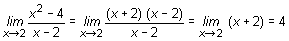 lim x→2 (x² − 4)/(x − 2) = lim x→2 ((x + 2) (x − 2))/(x − 2) = lim x→2 (x + 2) = 4